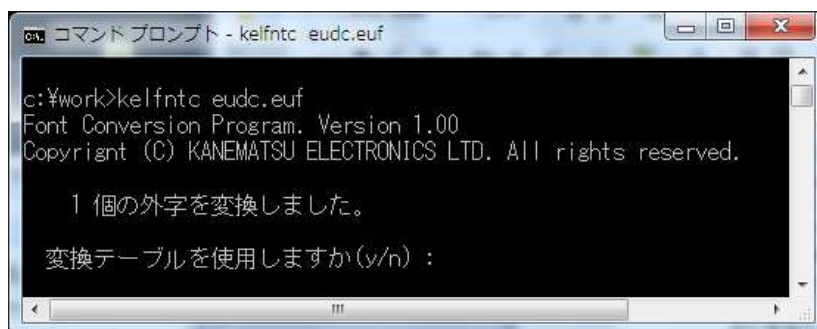 コマンド プロンプト - kelfntc eudc.euf
c:¥work>kelfntc eudc.euf
Font Conversion Program. Version 1.00
Copyrignt (C) KANEMATSU ELECTRONICS LTD. All rights reserved.
1 個の外字を変換しました。
変換テーブルを使用しますか(y/n) :